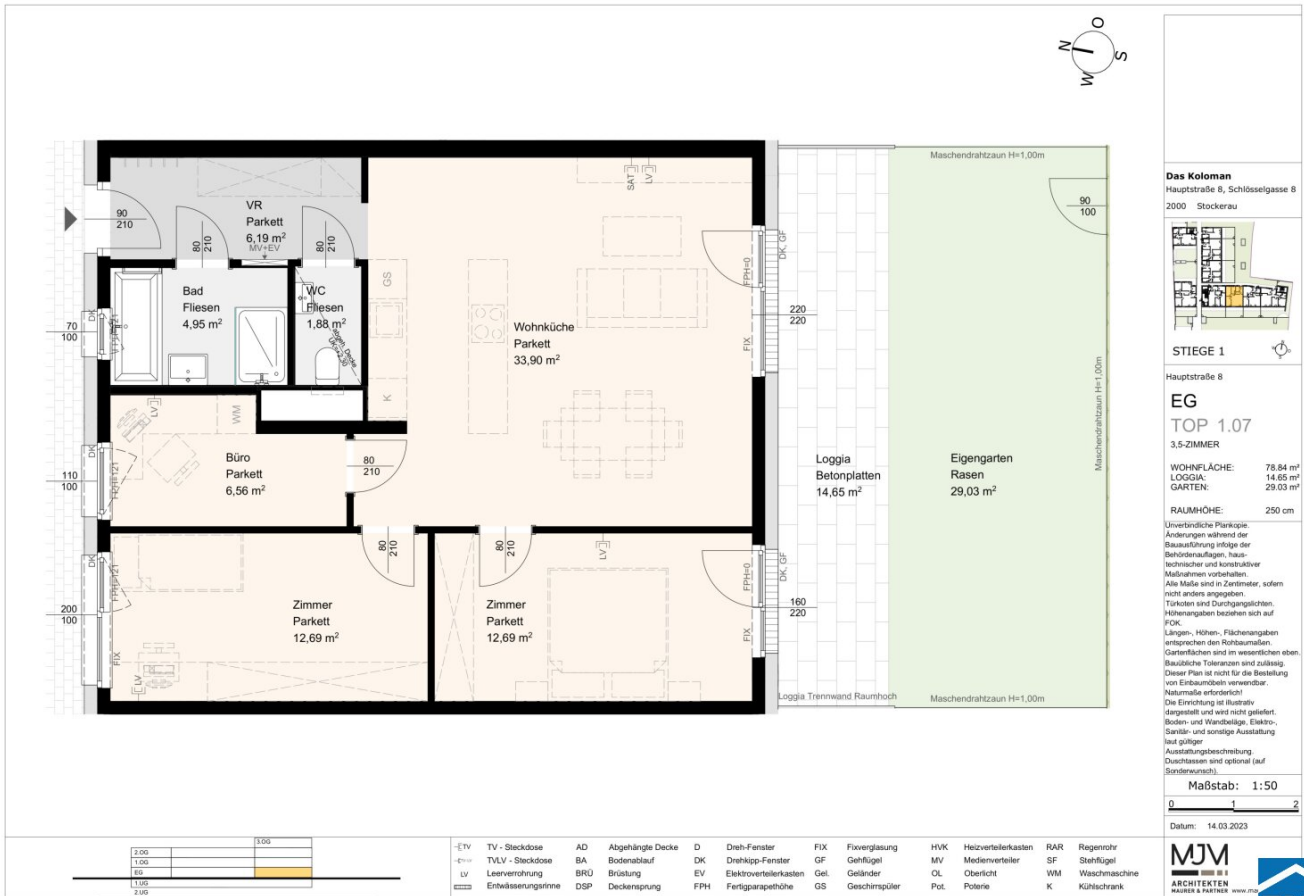 N
O
W
S
Maschendrahtzaun H=1,00m
90
100
SAT
LV
90
210
VR
Parkett
6,19 m²
MV+EV
80
210
80
210
DK, GF
FPH=0
Bad
Fliesen
4,95 m²
WC
Fliesen
1,88 m²
abgeh. Decke
GS
70
100
DK
Wohnküche
Parkett
33,90 m²
220
220
FIX
Maschendrahtzaun H=1,00m
K
LV
WM
Büro
Parkett
6,56 m²
DK
FPH=121
110
100
80
210
Loggia
Betonplatten
14,65 m²
Eigengarten
Rasen
29,03 m²
80
210
80
210
LV
DK
FPH=121
200
100
FIX
LV
Zimmer
Parkett
12,69 m²
Zimmer
Parkett
12,69 m²
DK, GF
FPH=0
160
220
FIX
Loggia Trennwand Raumhoch
Maschendrahtzaun H=1,00m
Das Koloman
Hauptstraße 8, Schlösselgasse 8
2000 Stockerau
STIEGE 1
Hauptstraße 8
EG
TOP 1.07
3,5-ZIMMER
WOHNFLÄCHE: 78.84 m²
LOGGIA: 14.65 m²
GARTEN: 29.03 m²
RAUMHÖHE: 250 cm
Unverbindliche Plankopie.
Änderungen während der
Bauausführung infolge der
Behördenauflagen, haus-
technischer und konstruktiver
Maßnahmen vorbehalten.
Alle Maße sind in Zentimeter, sofern
nicht anders angegeben.
Türkoten sind Durchgangslichten.
Höhenangaben beziehen sich auf
FOK.
Längen-, Höhen-, Flächenangaben
entsprechen den Rohbaumaßen.
Gartenflächen sind im wesentlichen eben.
Bauübliche Toleranzen sind zulässig.
Dieser Plan ist nicht für die Bestellung
von Einbaumöbeln verwendbar.
Naturmaße erforderlich!
Die Einrichtung ist illustrativ
dargestellt und wird nicht geliefert.
Boden- und Wandbeläge, Elektro-,
Sanitär- und sonstige Ausstattung
laut gültiger
Ausstattungsbeschreibung.
Duschtassen sind optional (auf
Sonderwunsch).
Maßstab: 1:50
0 1 2
Datum: 14.03.2023
MJM
ARCHITEKTEN
MAURER & PARTNER www.ma
3.OG
2.OG
1.OG
EG
1.UG
2.UG
TV TV - Steckdose AD Abgehängte Decke D Dreh-Fenster FIX Fixverglasung HVK Heizverteilerkasten RAR Regenrohr
TVLV - Steckdose BA Bodenablauf DK Drehkipp-Fenster GF Gehflügel MV Medienverteiler SF Stehflügel
LV Leerverrohrung BRÜ Brüstung EV Elektroverteilerkasten Gel. Geländer OL Oberlicht WM Waschmaschine
Entwässerungsrinne DSP Deckensprung FPH Fertigparapethöhe GS Geschirrspüler Pot. Poterie K Kühlschrank